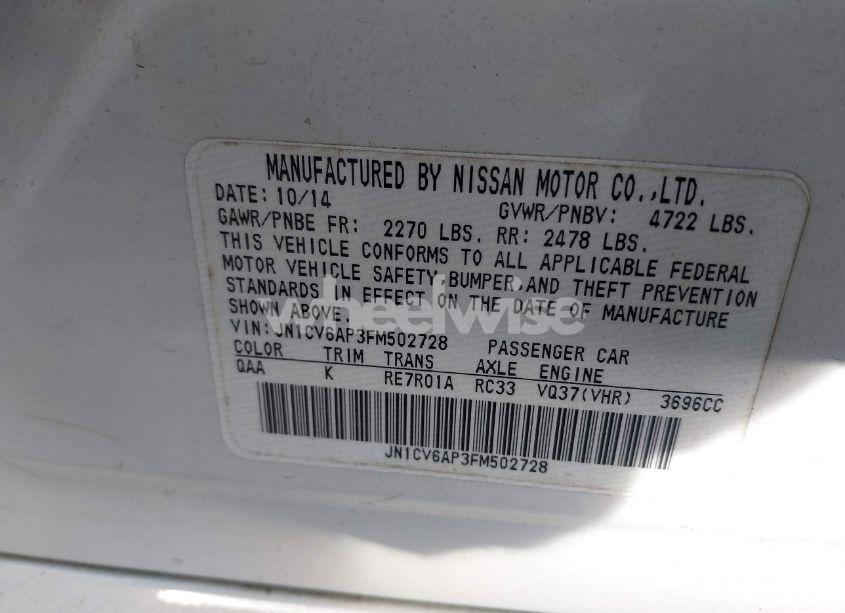 MANUFACTURED BY NISSAN MOTOR CO.,LTD.
DATE: 10/14 GVWR/PNBV: 4722 LBS.
GAWR/PNBE FR: 2270 LBS. RR: 2478 LBS.
THIS VEHICLE CONFORMS TO ALL APPLICABLE FEDERAL
MOTOR VEHICLE SAFETY,BUMPER,AND THEFT PREVENTION
STANDARDS IN EFFECT ON THE DATE OF MANUFACTURE
SHOWN ABOVE.
wheelwise
VIN:JN1CV6AP3FM502728 PASSENGER CAR
COLOR TRIM TRANS AXLE ENGINE
QAA K RE7R01A RC33 VQ37(VHR) 3696CC
JN1CV6AP3FM502728